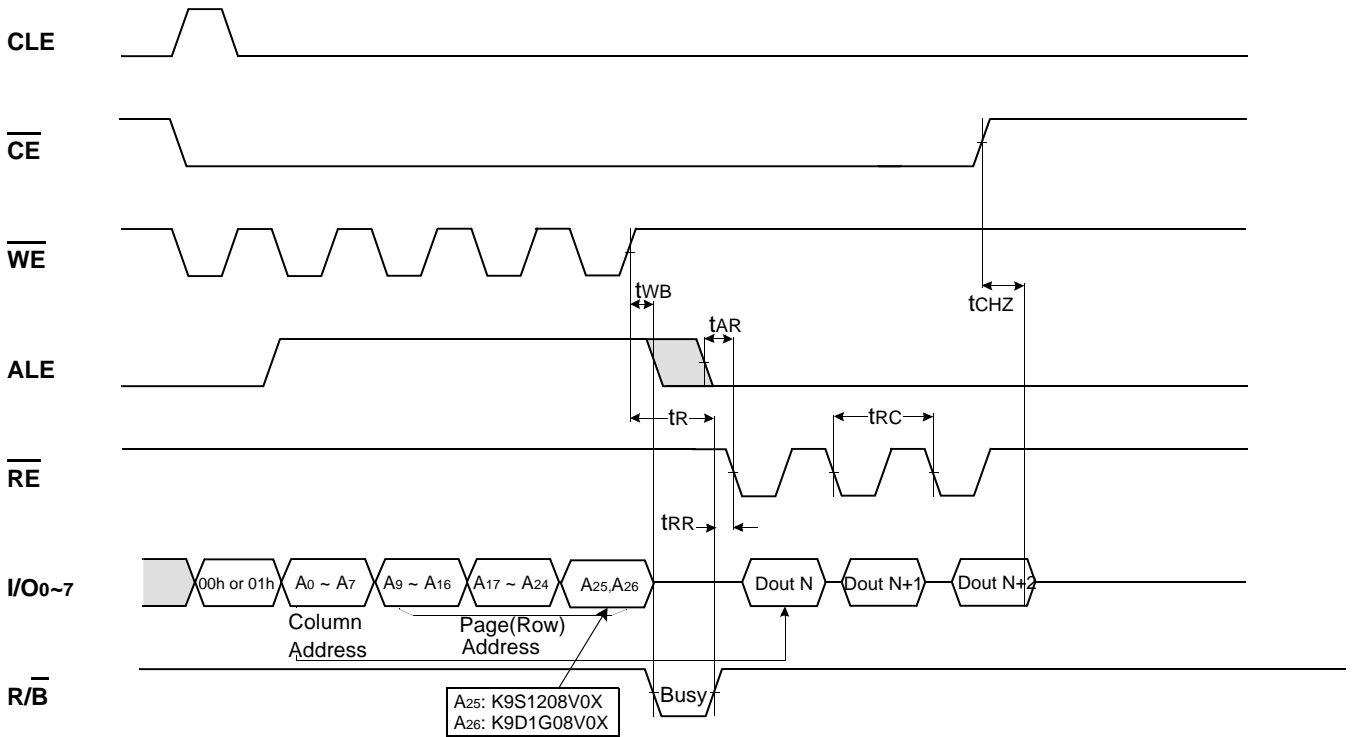 CLE
CE
WE
tWB
tCHZ
tAR
ALE
tR
tRC
RE
tRR
I/O0~7
00h or 01h
A0 ~ A7
A9 ~ A16
A17 ~ A24
A25,A26
Dout N
Dout N+1
Dout N+2
Column
Address
Page(Row)
Address
R/B
Busy
A25: K9S1208V0X
A26: K9D1G08V0X